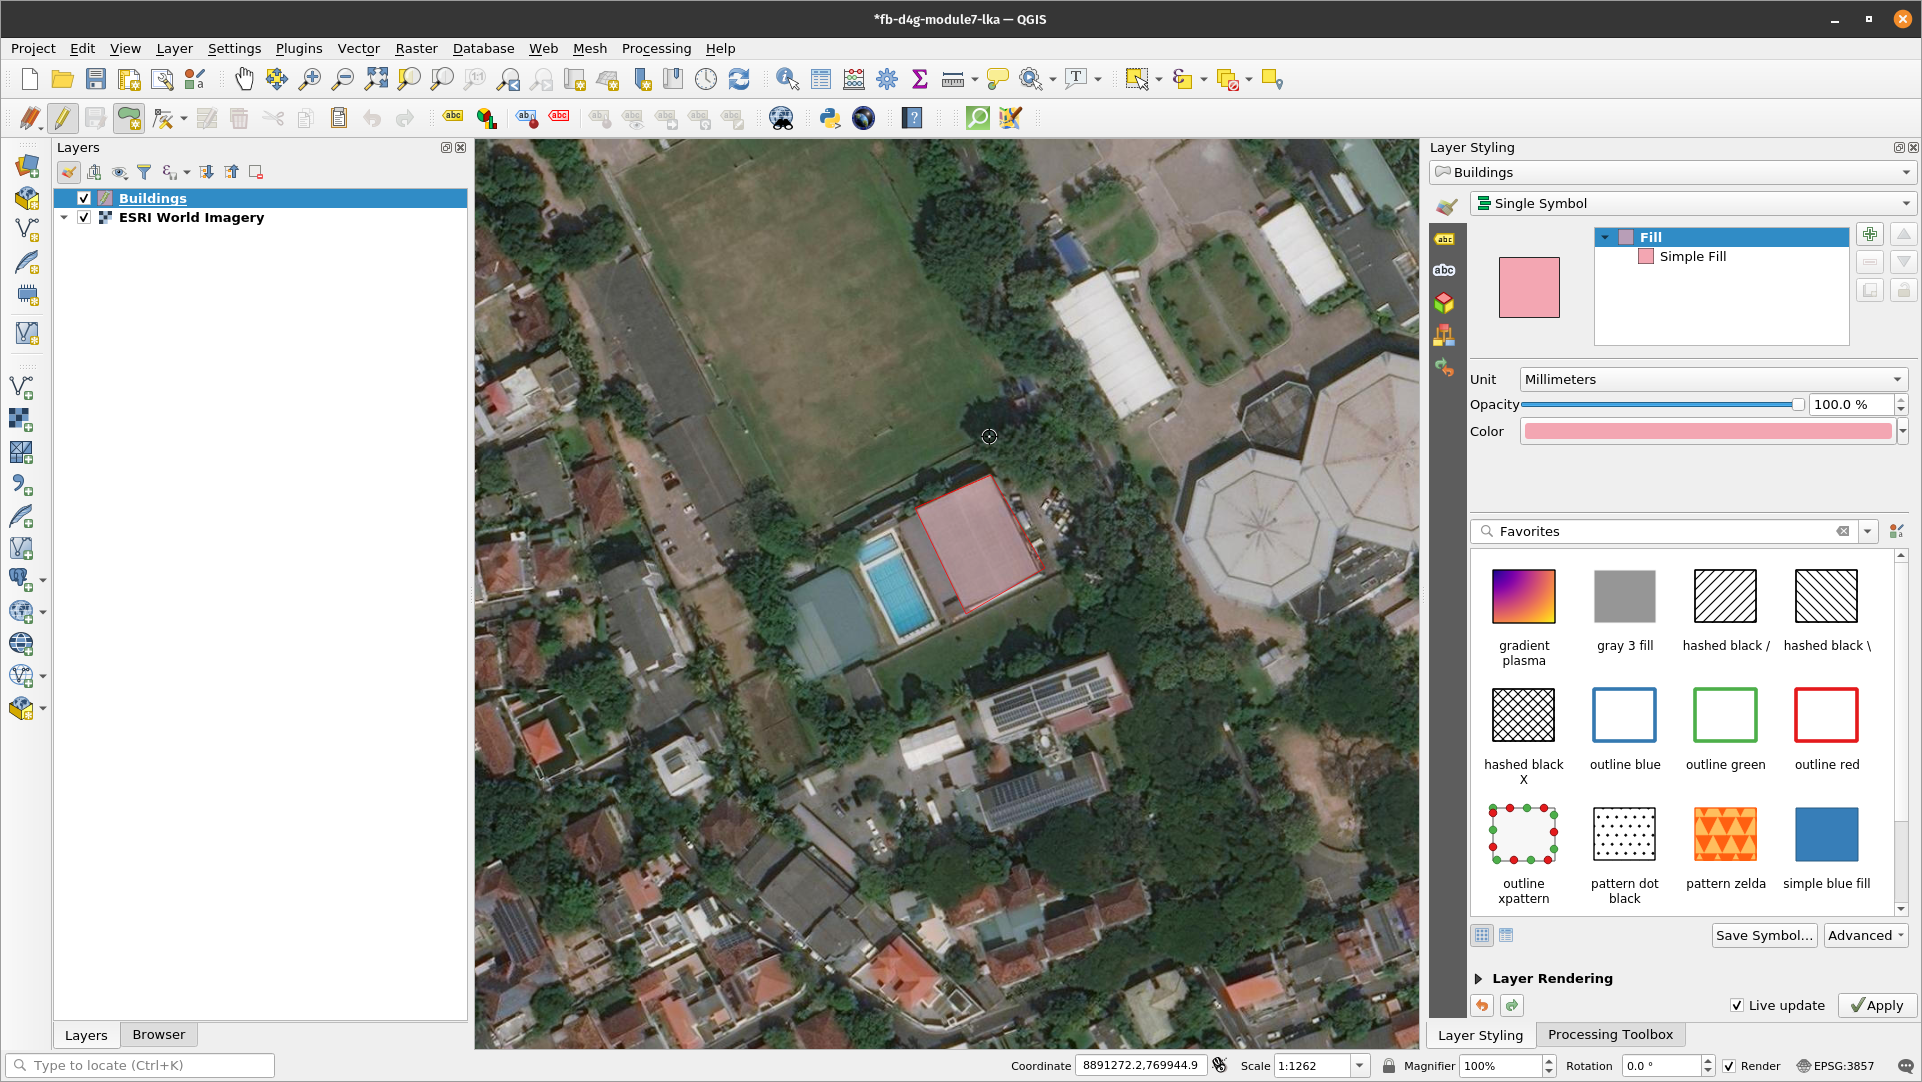 *fb-d4g-module7-lka — QGIS
Project Edit View Layer Settings Plugins Vector Raster Database Web Mesh Processing Help
Layers
Buildings
ESRI World Imagery
Layers Browser
Layer Styling
Buildings
Single Symbol
Fill
Simple Fill
Unit Millimeters
Opacity 100.0 %
Color
Favorites
gradient plasma
gray 3 fill
hashed black /
hashed black \
hashed black X
outline blue
outline green
outline red
outline xpattern
pattern dot black
pattern zelda
simple blue fill
Save Symbol... Advanced
Layer Rendering
Live update Apply
Layer Styling Processing Toolbox
Type to locate (Ctrl+K) Coordinate 8891272.2,769944.9 Scale 1:1262 Magnifier 100% Rotation 0.0 ° Render EPSG:3857